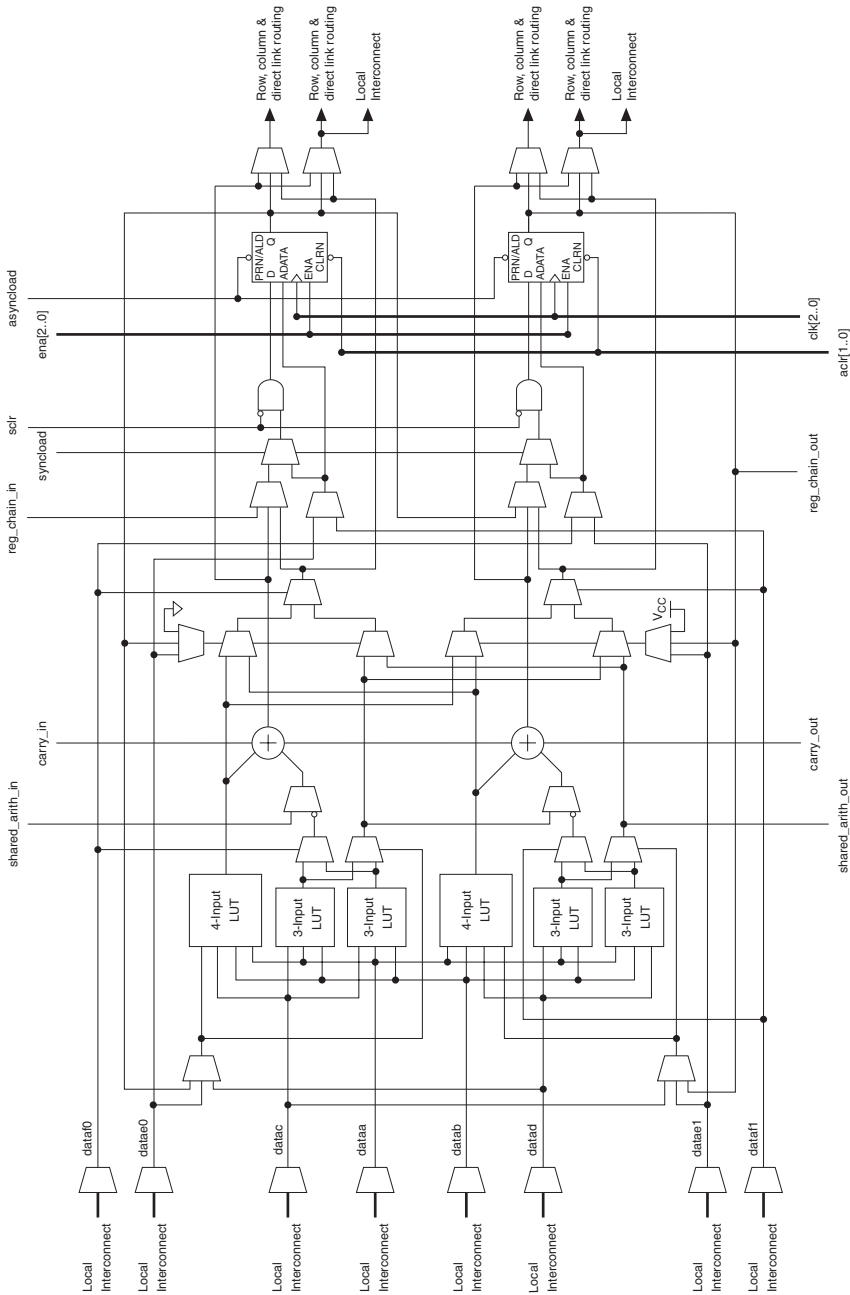 Row, column &
direct link routing
Row, column &
direct link routing
Local
Interconnect
Row, column &
direct link routing
Row, column &
direct link routing
Local
Interconnect
asyncload
ena[2..0]
sclr
syncload
reg_chain_in
carry_in
shared_arith_in
PRN/ALD
D Q
ADATA
ENA
CLRN
PRN/ALD
D Q
ADATA
ENA
CLRN
clk[2..0]
aclr[1..0]
reg_chain_out
VCC
carry_out
shared_arith_out
4-Input
LUT
3-Input
LUT
3-Input
LUT
4-Input
LUT
3-Input
LUT
3-Input
LUT
dataf0
datae0
datac
dataa
datab
datad
datae1
dataf1
Local
Interconnect
Local
Interconnect
Local
Interconnect
Local
Interconnect
Local
Interconnect
Local
Interconnect
Local
Interconnect
Local
Interconnect